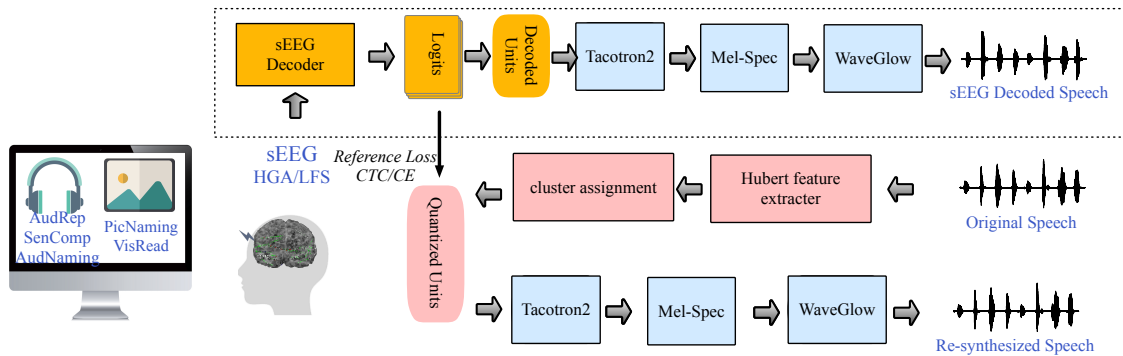 sEEG
Decoder
Logits
Decoded
Units
Tacotron2
Mel-Spec
WaveGlow
sEEG Decoded Speech
sEEG
HGA/LFS
Reference Loss
CTC/CE
Quantized Units
cluster assignment
Hubert feature
extracter
Original Speech
AudRep
SenComp
AudNaming
PicNaming
VisRead
Tacotron2
Mel-Spec
WaveGlow
Re-synthesized Speech